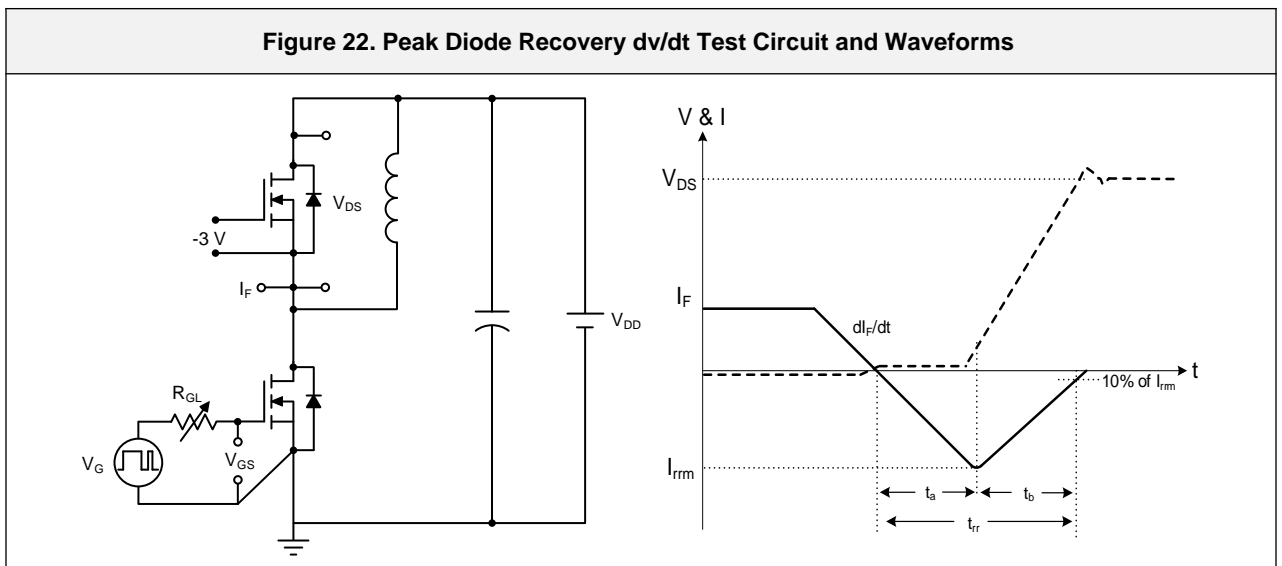 Figure 22. Peak Diode Recovery dv/dt Test Circuit and Waveforms
V_DS
-3 V
I_F
V_DD
R_GL
V_G
V_GS
V & I
V_DS
I_F
dI_F/dt
t
10% of I_rrm
I_rrm
t_a
t_b
t_rr